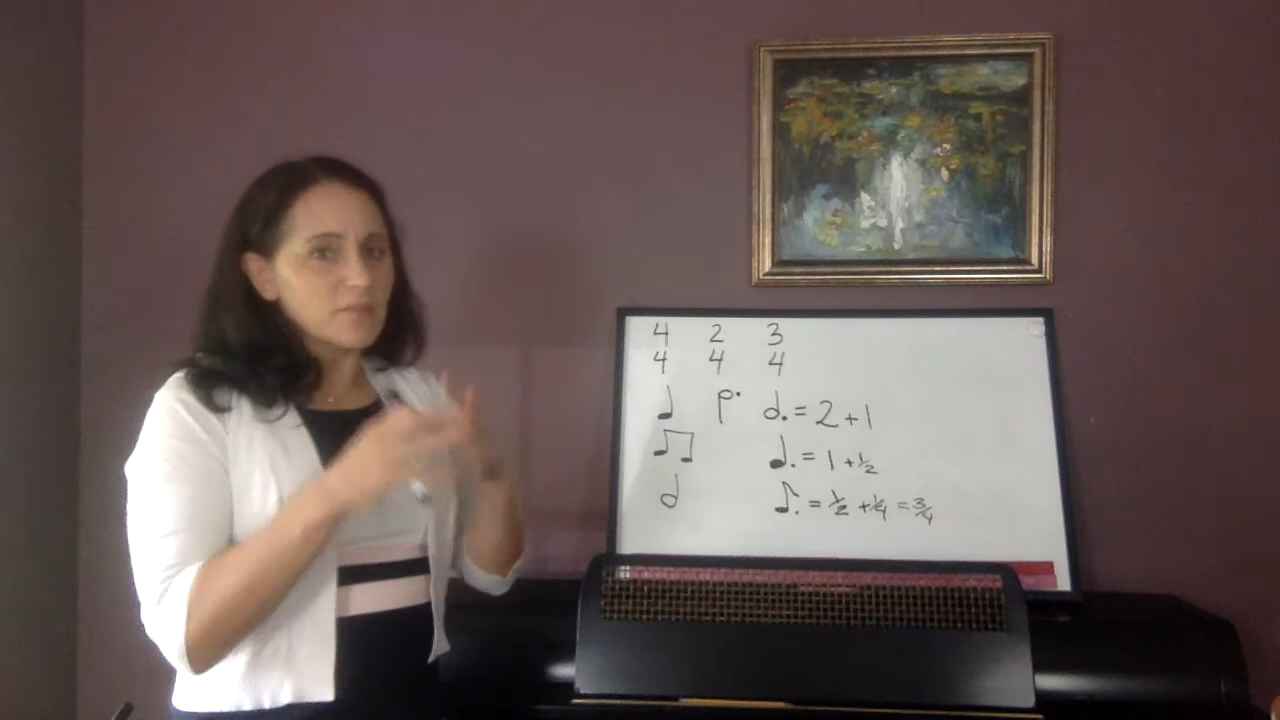 4 2 3
4 4 4
♩ 𝅗𝅥. 𝅗𝅥. = 2 + 1
♫ ♩. = 1 + ½
𝅗𝅥 ♪. = ½ + ¼ = ¾